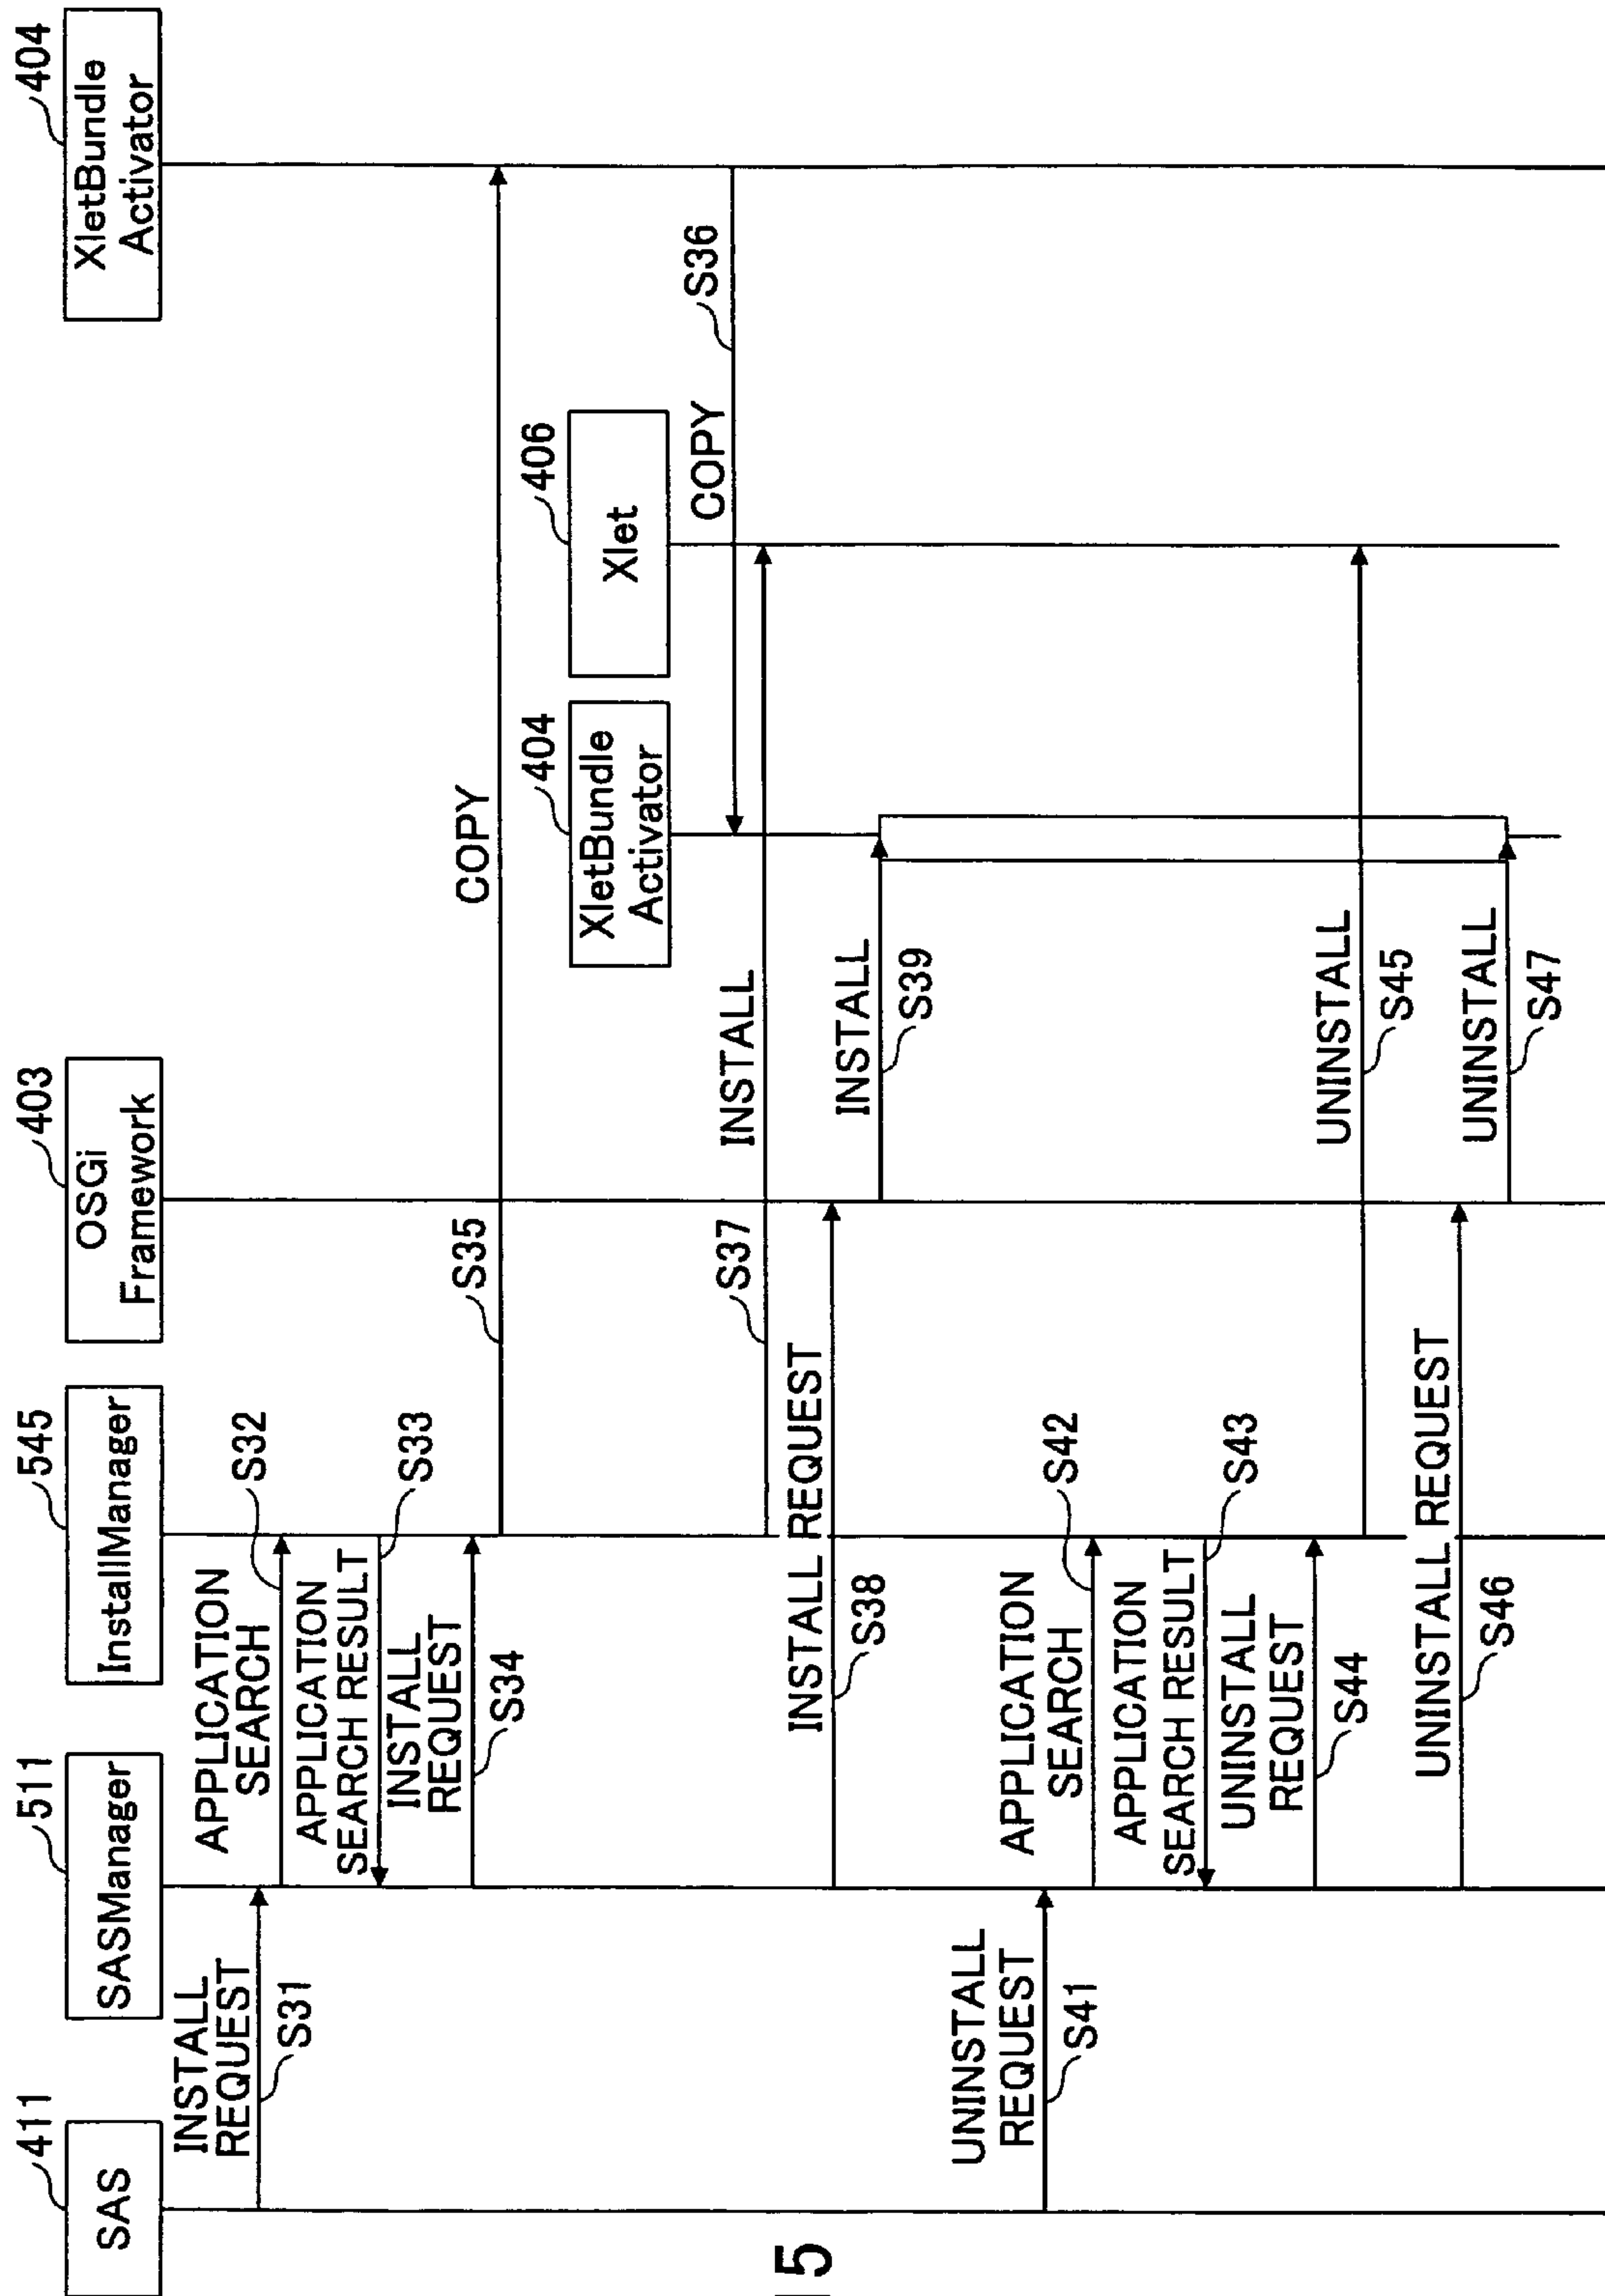 411
SAS
511
SASManager
545
InstallManager
403
OSGi
Framework
404
XletBundle
Activator
INSTALL
REQUEST
S31
APPLICATION
SEARCH
S32
APPLICATION
SEARCH RESULT
S33
INSTALL
REQUEST
S34
S35
COPY
404
XletBundle
Activator
406
Xlet
COPY
S36
S37
INSTALL
INSTALL REQUEST
S38
INSTALL
S39
UNINSTALL
REQUEST
S41
APPLICATION
SEARCH
S42
APPLICATION
SEARCH RESULT
S43
UNINSTALL
REQUEST
S44
UNINSTALL
S45
UNINSTALL REQUEST
S46
UNINSTALL
S47
5